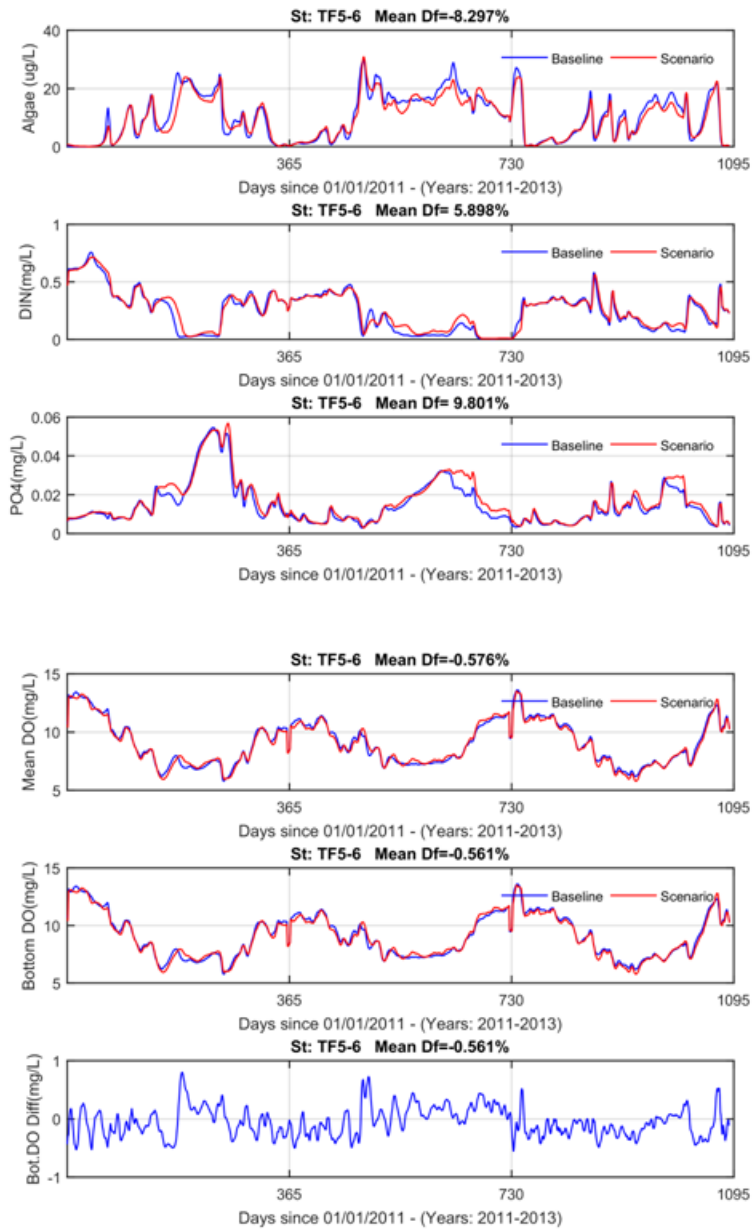 St: TF5-6 Mean Df=-8.297%
Algae (ug/L)
40
20
0
Baseline
Scenario
365
730
1095
Days since 01/01/2011 - (Years: 2011-2013)
St: TF5-6 Mean Df= 5.898%
DIN(mg/L)
1
0.5
0
Baseline
Scenario
365
730
1095
Days since 01/01/2011 - (Years: 2011-2013)
St: TF5-6 Mean Df= 9.801%
PO4(mg/L)
0.06
0.04
0.02
0
Baseline
Scenario
365
730
1095
Days since 01/01/2011 - (Years: 2011-2013)
St: TF5-6 Mean Df=-0.576%
Mean DO(mg/L)
15
10
5
Baseline
Scenario
365
730
1095
Days since 01/01/2011 - (Years: 2011-2013)
St: TF5-6 Mean Df=-0.561%
Bottom DO(mg/L)
15
10
5
Baseline
Scenario
365
730
1095
Days since 01/01/2011 - (Years: 2011-2013)
St: TF5-6 Mean Df=-0.561%
Bot.DO Diff(mg/L)
1
0
-1
365
730
1095
Days since 01/01/2011 - (Years: 2011-2013)